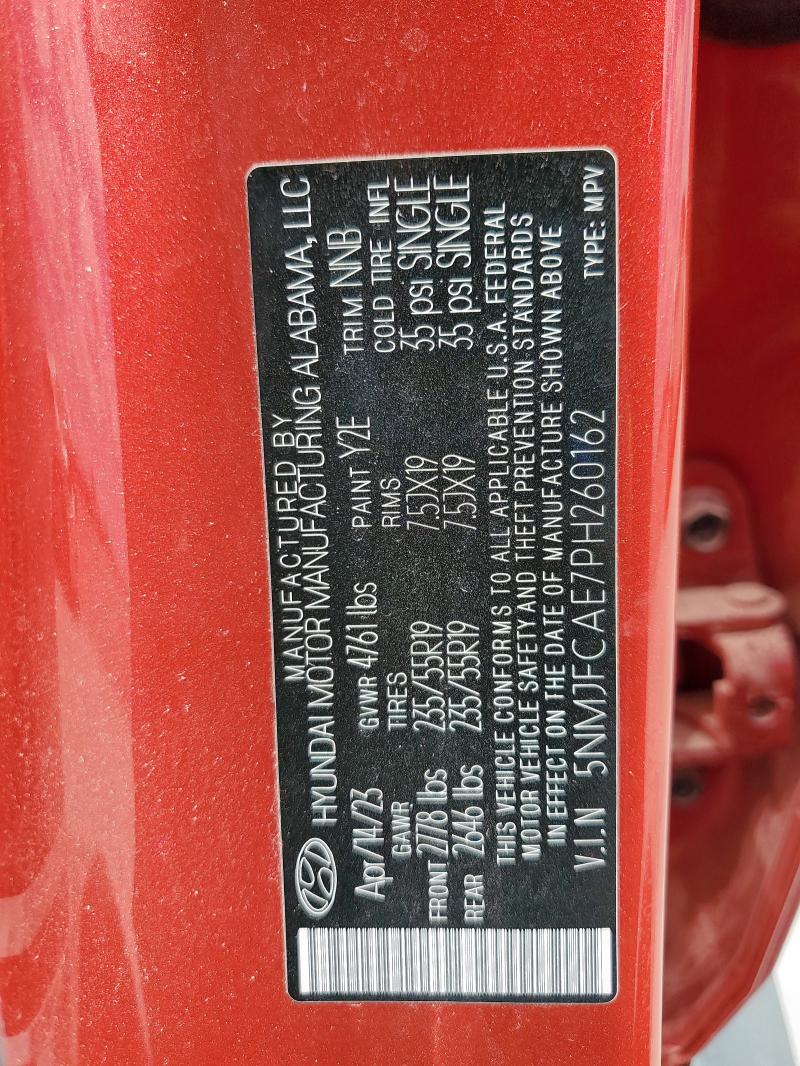 MANUFACTURED BY
HYUNDAI MOTOR MANUFACTURING ALABAMA, LLC
Apr/14/23 GVWR 4761 lbs PAINT Y2E TRIM NNB
GAWR TIRES RIMS COLD TIRE INFL
FRONT 2778 lbs 235/55R19 7.5JX19 35 psi SINGLE
REAR 2646 lbs 235/55R19 7.5JX19 35 psi SINGLE
THIS VEHICLE CONFORMS TO ALL APPLICABLE U.S.A. FEDERAL
MOTOR VEHICLE SAFETY AND THEFT PREVENTION STANDARDS
IN EFFECT ON THE DATE OF MANUFACTURE SHOWN ABOVE
V.I.N 5NMJFCAE7PH260162 TYPE: MPV